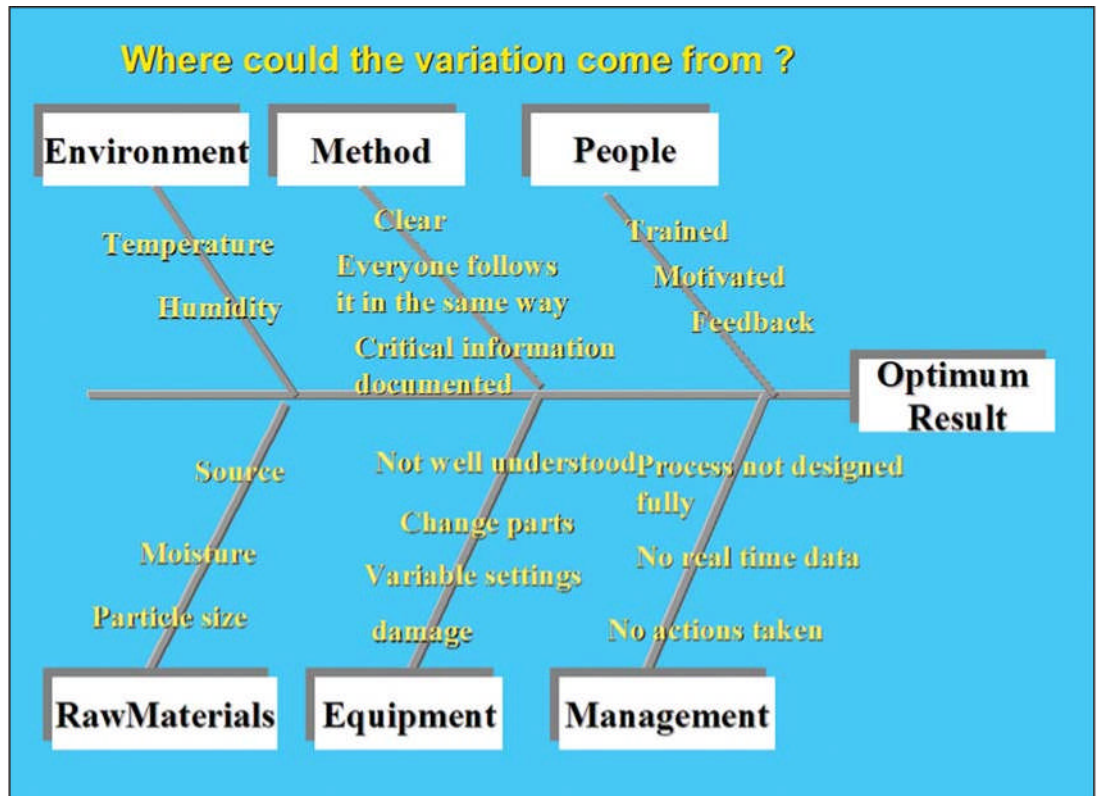 Where could the variation come from ?
Environment
Method
People
Temperature
Humidity
Clear
Everyone follows
it in the same way
Critical information
documented
Trained
Motivated
Feedback
Optimum
Result
Source
Moisture
Particle size
Not well understood
Change parts
Variable settings
damage
Process not designed
fully
No real time data
No actions taken
RawMaterials
Equipment
Management